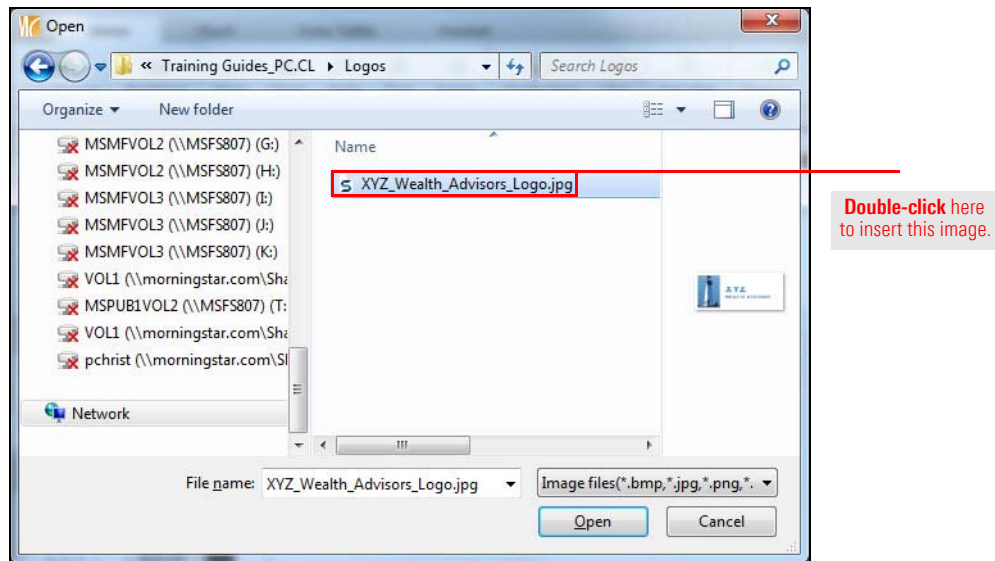 Open
« Training Guides_PC.CL ▸ Logos
Search Logos
Organize
New folder
MSMFVOL2 (\\MSFS807) (G:)
MSMFVOL2 (\\MSFS807) (H:)
MSMFVOL3 (\\MSFS807) (I:)
MSMFVOL3 (\\MSFS807) (J:)
MSMFVOL3 (\\MSFS807) (K:)
VOL1 (\\morningstar.com\Sha
MSPUB1VOL2 (\\MSFS807) (T:
VOL1 (\\morningstar.com\Sha
pchrist (\\morningstar.com\Sl
Network
Name
XYZ_Wealth_Advisors_Logo.jpg
XYZ
Double-click here
to insert this image.
File name:
XYZ_Wealth_Advisors_Logo.jpg
Image files(*.bmp,*.jpg,*.png,*.
Open
Cancel